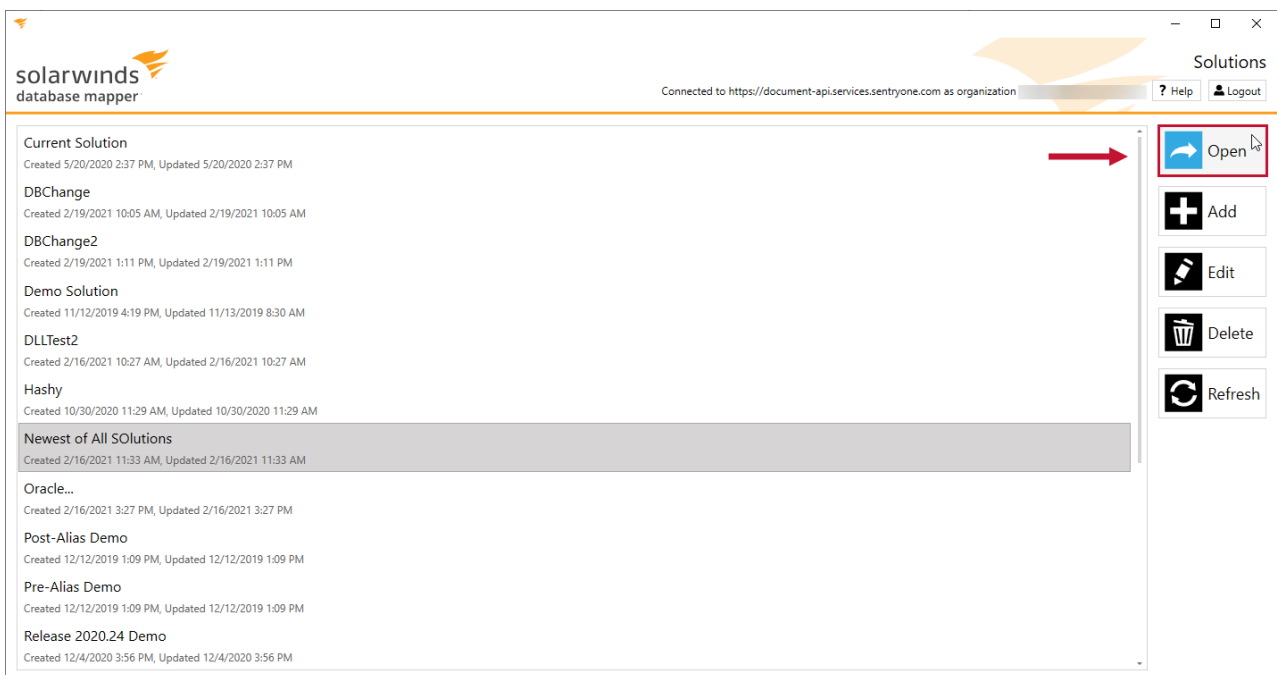 solarwinds
database mapper
Solutions
Connected to https://document-api.services.sentryone.com as organization
? Help
Logout
Current Solution
Created 5/20/2020 2:37 PM, Updated 5/20/2020 2:37 PM
DBChange
Created 2/19/2021 10:05 AM, Updated 2/19/2021 10:05 AM
DBChange2
Created 2/19/2021 1:11 PM, Updated 2/19/2021 1:11 PM
Demo Solution
Created 11/12/2019 4:19 PM, Updated 11/13/2019 8:30 AM
DLLTest2
Created 2/16/2021 10:27 AM, Updated 2/16/2021 10:27 AM
Hashy
Created 10/30/2020 11:29 AM, Updated 10/30/2020 11:29 AM
Newest of All SOlutions
Created 2/16/2021 11:33 AM, Updated 2/16/2021 11:33 AM
Oracle...
Created 2/16/2021 3:27 PM, Updated 2/16/2021 3:27 PM
Post-Alias Demo
Created 12/12/2019 1:09 PM, Updated 12/12/2019 1:09 PM
Pre-Alias Demo
Created 12/12/2019 1:09 PM, Updated 12/12/2019 1:09 PM
Release 2020.24 Demo
Created 12/4/2020 3:56 PM, Updated 12/4/2020 3:56 PM
Open
Add
Edit
Delete
Refresh